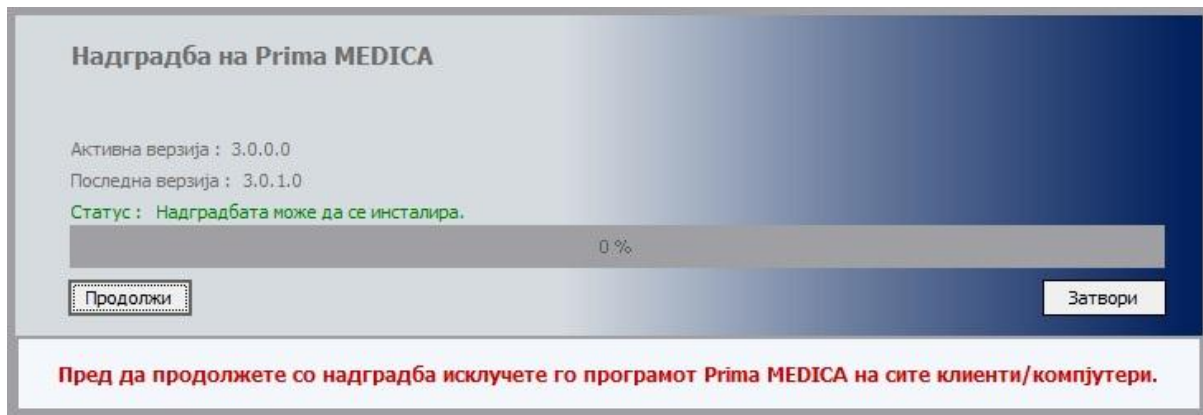 Надградба на Prima MEDICA
Активна верзија : 3.0.0.0
Последна верзија : 3.0.1.0
Статус : Надградбата може да се инсталира.
0 %
Продолжи
Затвори
Пред да продолжете со надградба исклучете го програмот Prima MEDICA на сите клиенти/компјутери.